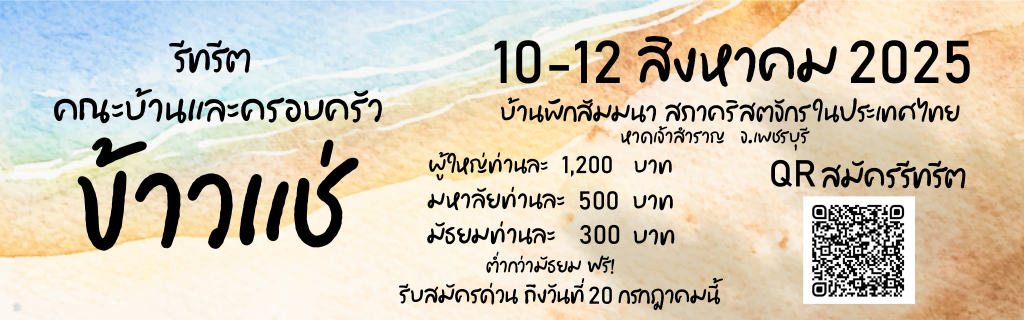 รีทรีต
คณะบ้านและครอบครัว
ข้าวแช่
10-12 สิงหาคม 2025
บ้านพักสัมมนา สภาคริสตจักรในประเทศไทย
หาดเจ้าสำราญ จ.เพชรบุรี
ผู้ใหญ่ท่านละ 1,200 บาท
มหาลัยท่านละ 500 บาท
มัธยมท่านละ 300 บาท
ต่ำกว่ามัธยม ฟรี!
รีบสมัครด่วน ถึงวันที่ 20 กรกฎาคมนี้
QR สมัครรีทรีต